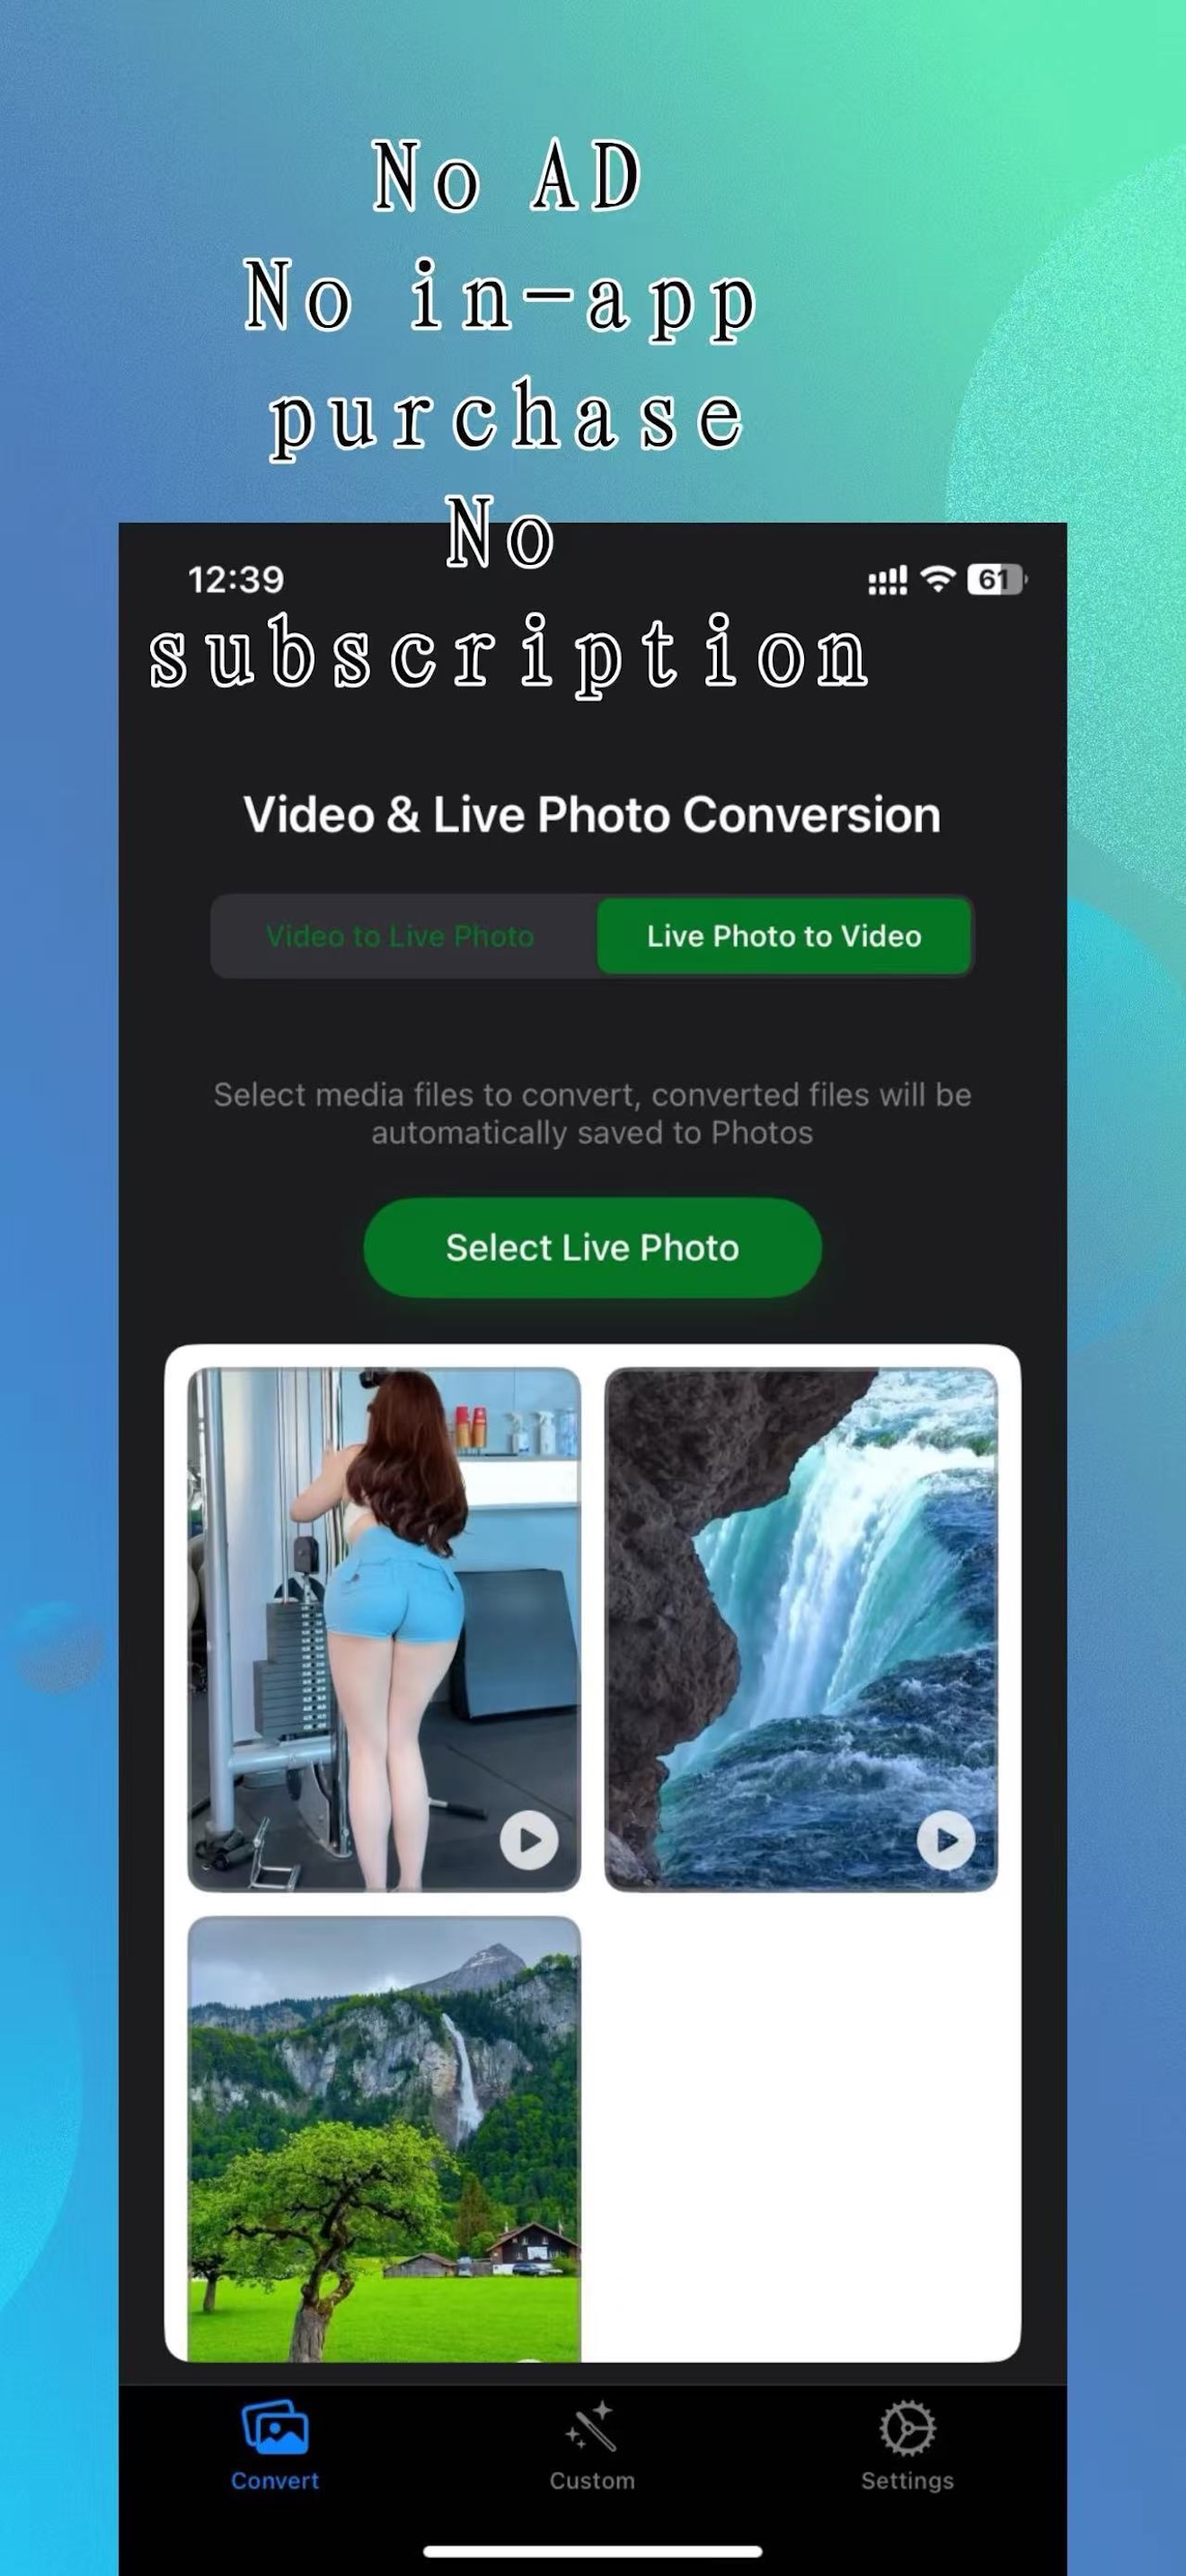 No AD
No in-app
purchase
No
12:39
61
subscription
Video & Live Photo Conversion
Video to Live Photo
Live Photo to Video
Select media files to convert, converted files will be
automatically saved to Photos
Select Live Photo
Convert
Custom
Settings